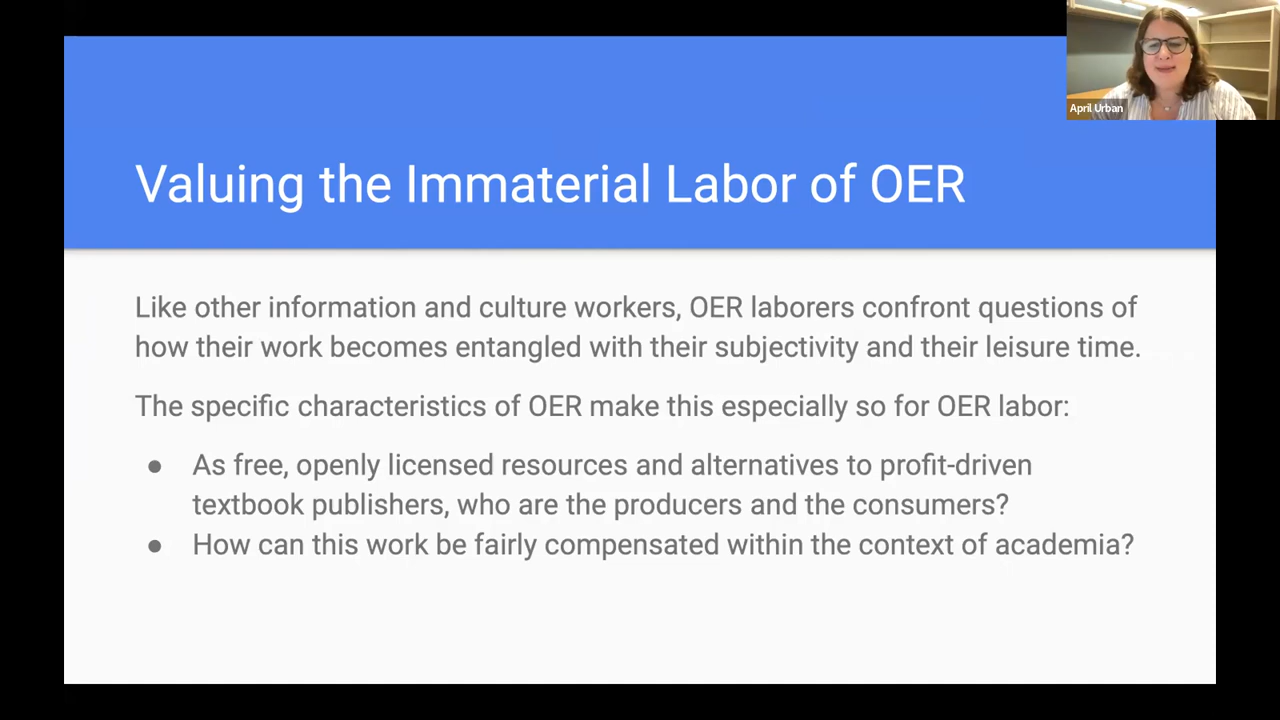 April Urban
Valuing the Immaterial Labor of OER
Like other information and culture workers, OER laborers confront questions of
how their work becomes entangled with their subjectivity and their leisure time.
The specific characteristics of OER make this especially so for OER labor:
● As free, openly licensed resources and alternatives to profit-driven
textbook publishers, who are the producers and the consumers?
● How can this work be fairly compensated within the context of academia?